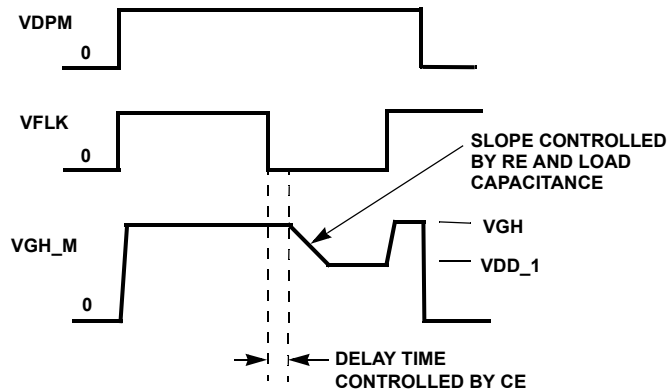 VDPM
0
VFLK
0
SLOPE CONTROLLED
BY RE AND LOAD
CAPACITANCE
VGH
VGH_M
VDD_1
0
DELAY TIME
CONTROLLED BY CE